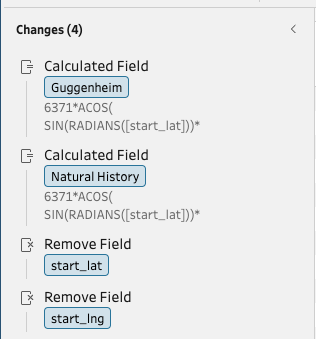 Changes (4)
Calculated Field
Guggenheim
6371*ACOS(
SIN(RADIANS([start_lat]))*
Calculated Field
Natural History
6371*ACOS(
SIN(RADIANS([start_lat]))*
Remove Field
start_lat
Remove Field
start_lng